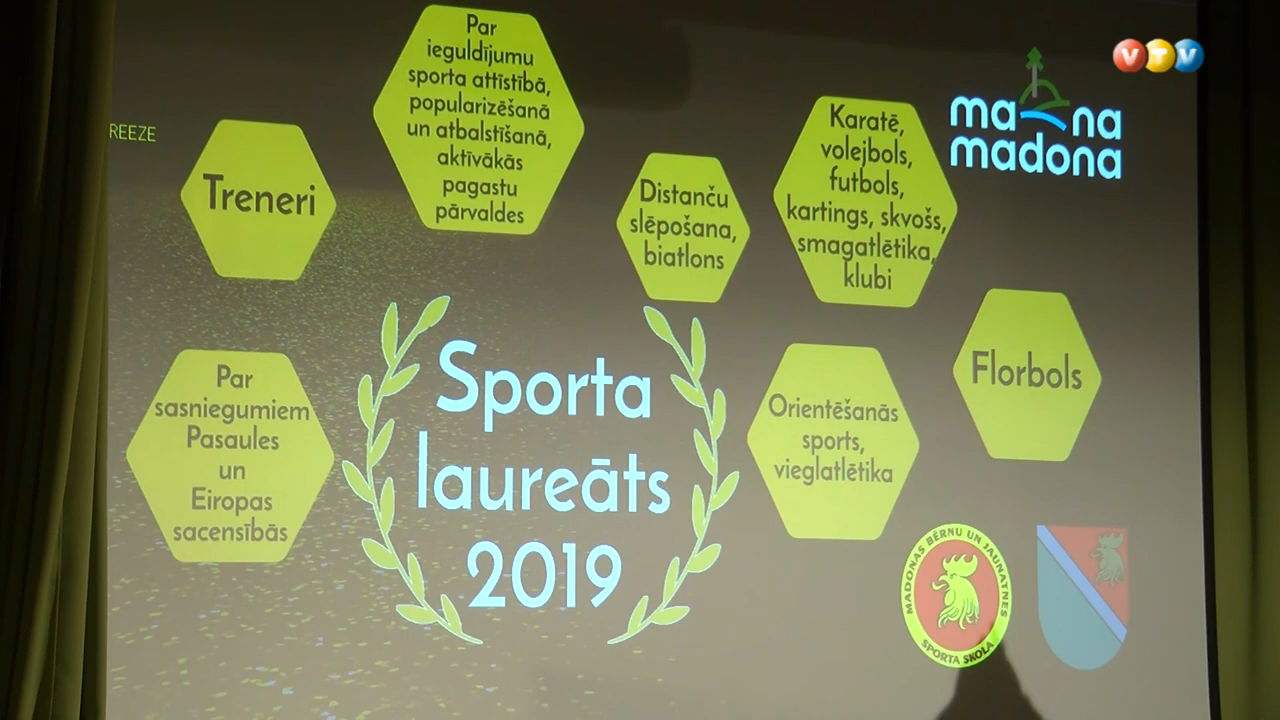 VTV
REEZE
Par
ieguldījumu
sporta attīstībā,
popularizēšanā
un atbalstīšanā,
aktīvākās
pagastu
pārvaldes
Treneri
Distanču
slēpošana,
biatlons
Karatē,
volejbols,
futbols,
kartings, skvošs,
smagatlētika,
klubi
ma na
madona
Par
sasniegumiem
Pasaules
un
Eiropas
sacensībās
Sporta
laureāts
2019
Orientēšanās
sports,
vieglatlētika
Florbols
MADONAS BĒRNU UN JAUNATNES
SPORTA SKOLA